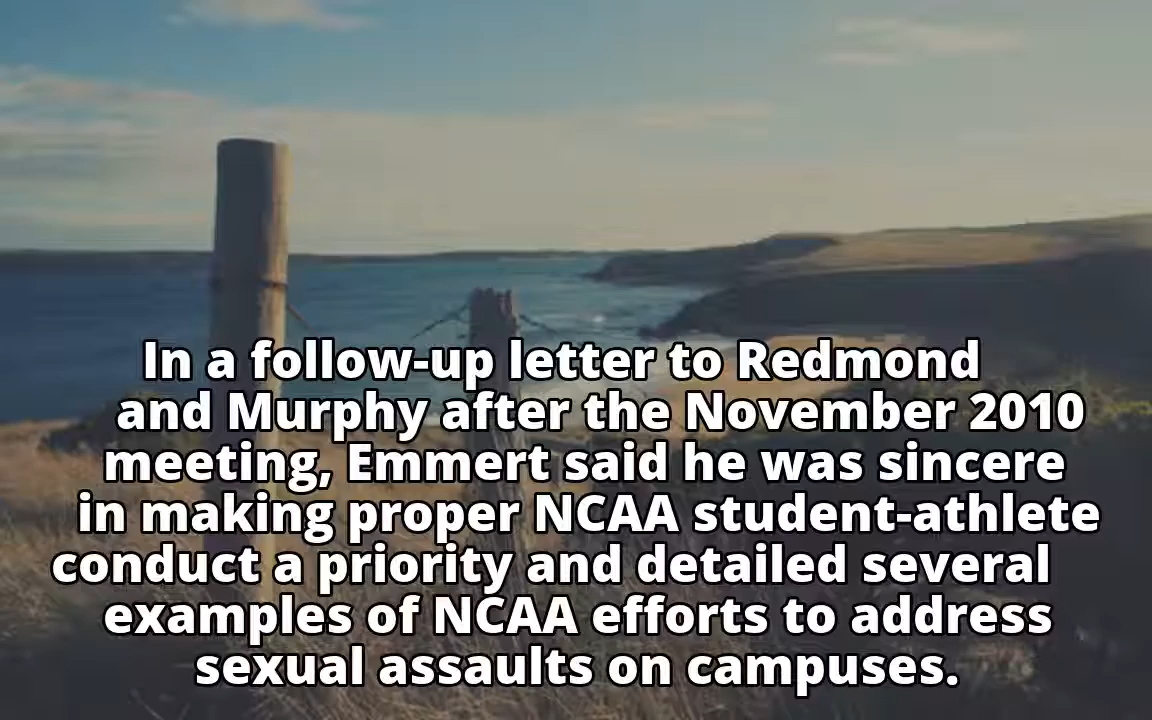 In a follow-up letter to Redmond
and Murphy after the November 2010
meeting, Emmert said he was sincere
in making proper NCAA student-athlete
conduct a priority and detailed several
examples of NCAA efforts to address
sexual assaults on campuses.